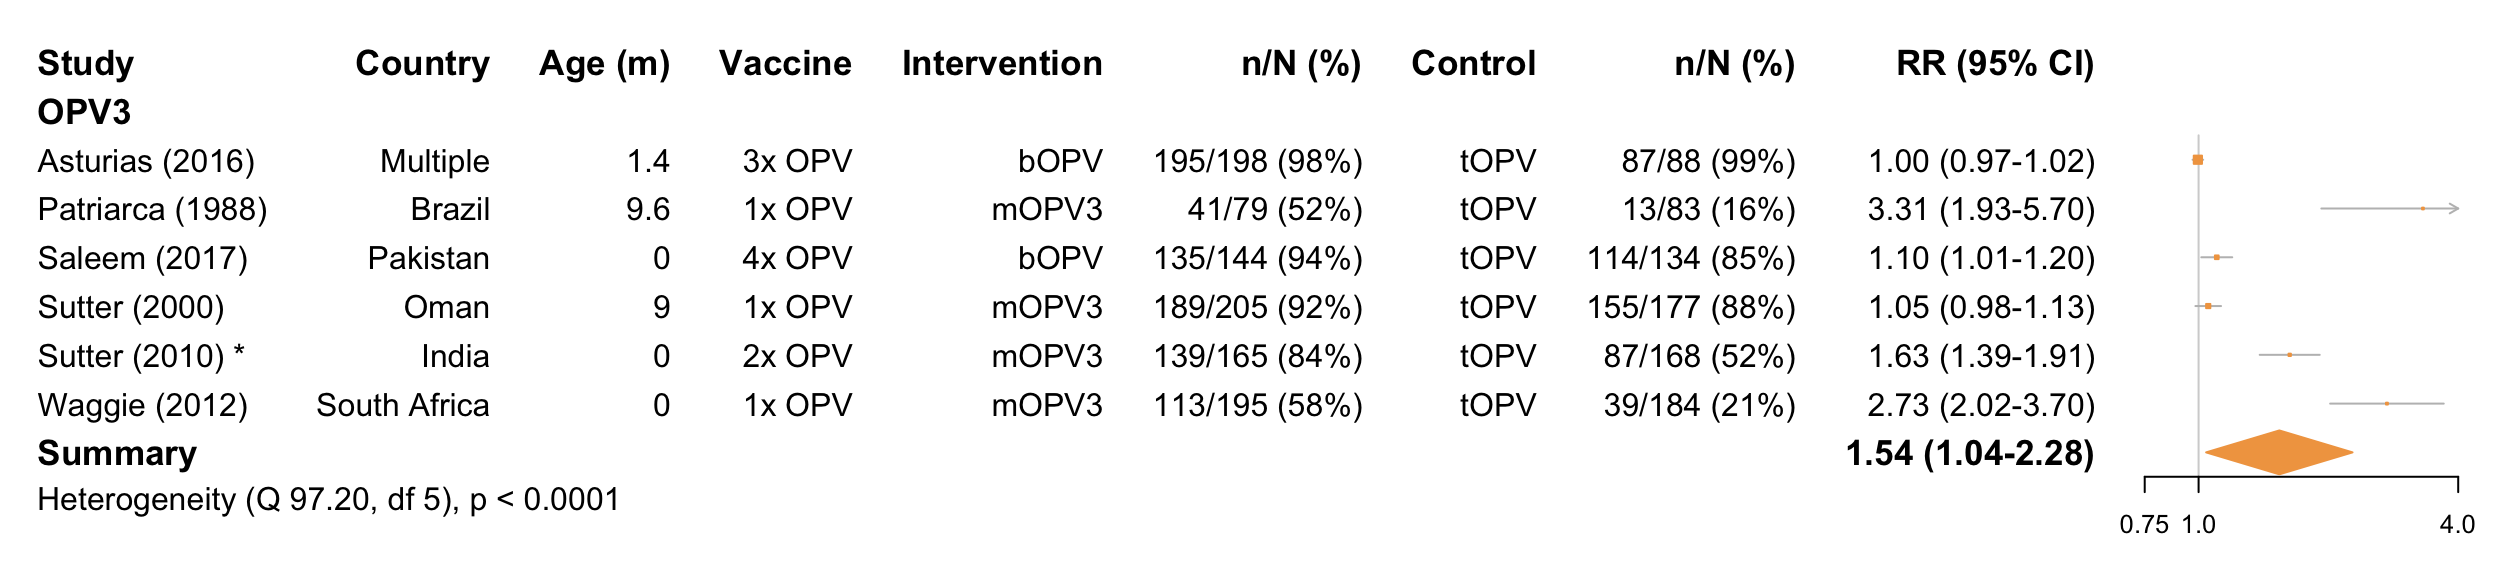 Study Country Age (m) Vaccine Intervention n/N (%) Control n/N (%) RR (95% CI)
OPV3
Asturias (2016) Multiple 1.4 3x OPV bOPV 195/198 (98%) tOPV 87/88 (99%) 1.00 (0.97-1.02)
Patriarca (1988) Brazil 9.6 1x OPV mOPV3 41/79 (52%) tOPV 13/83 (16%) 3.31 (1.93-5.70)
Saleem (2017) Pakistan 0 4x OPV bOPV 135/144 (94%) tOPV 114/134 (85%) 1.10 (1.01-1.20)
Sutter (2000) Oman 9 1x OPV mOPV3 189/205 (92%) tOPV 155/177 (88%) 1.05 (0.98-1.13)
Sutter (2010) * India 0 2x OPV mOPV3 139/165 (84%) tOPV 87/168 (52%) 1.63 (1.39-1.91)
Waggie (2012) South Africa 0 1x OPV mOPV3 113/195 (58%) tOPV 39/184 (21%) 2.73 (2.02-3.70)
Summary 1.54 (1.04-2.28)
Heterogeneity (Q 97.20, df 5), p < 0.0001
0.75 1.0 4.0